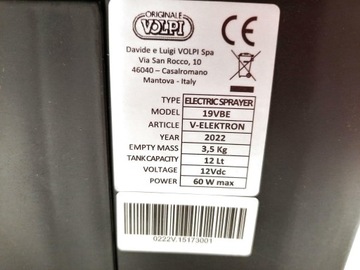 ORIGINALE
VOLPI
CE
Davide e Luigi VOLPI Spa
Via San Rocco, 10
46040 – Casalromano
Mantova - Italy
TYPE ELECTRIC SPRAYER
MODEL 19VBE
ARTICLE V-ELEKTRON
YEAR 2022
EMPTY MASS 3,5 Kg
TANK CAPACITY 12 Lt
VOLTAGE 12Vdc
POWER 60 W max
0222V.15173001